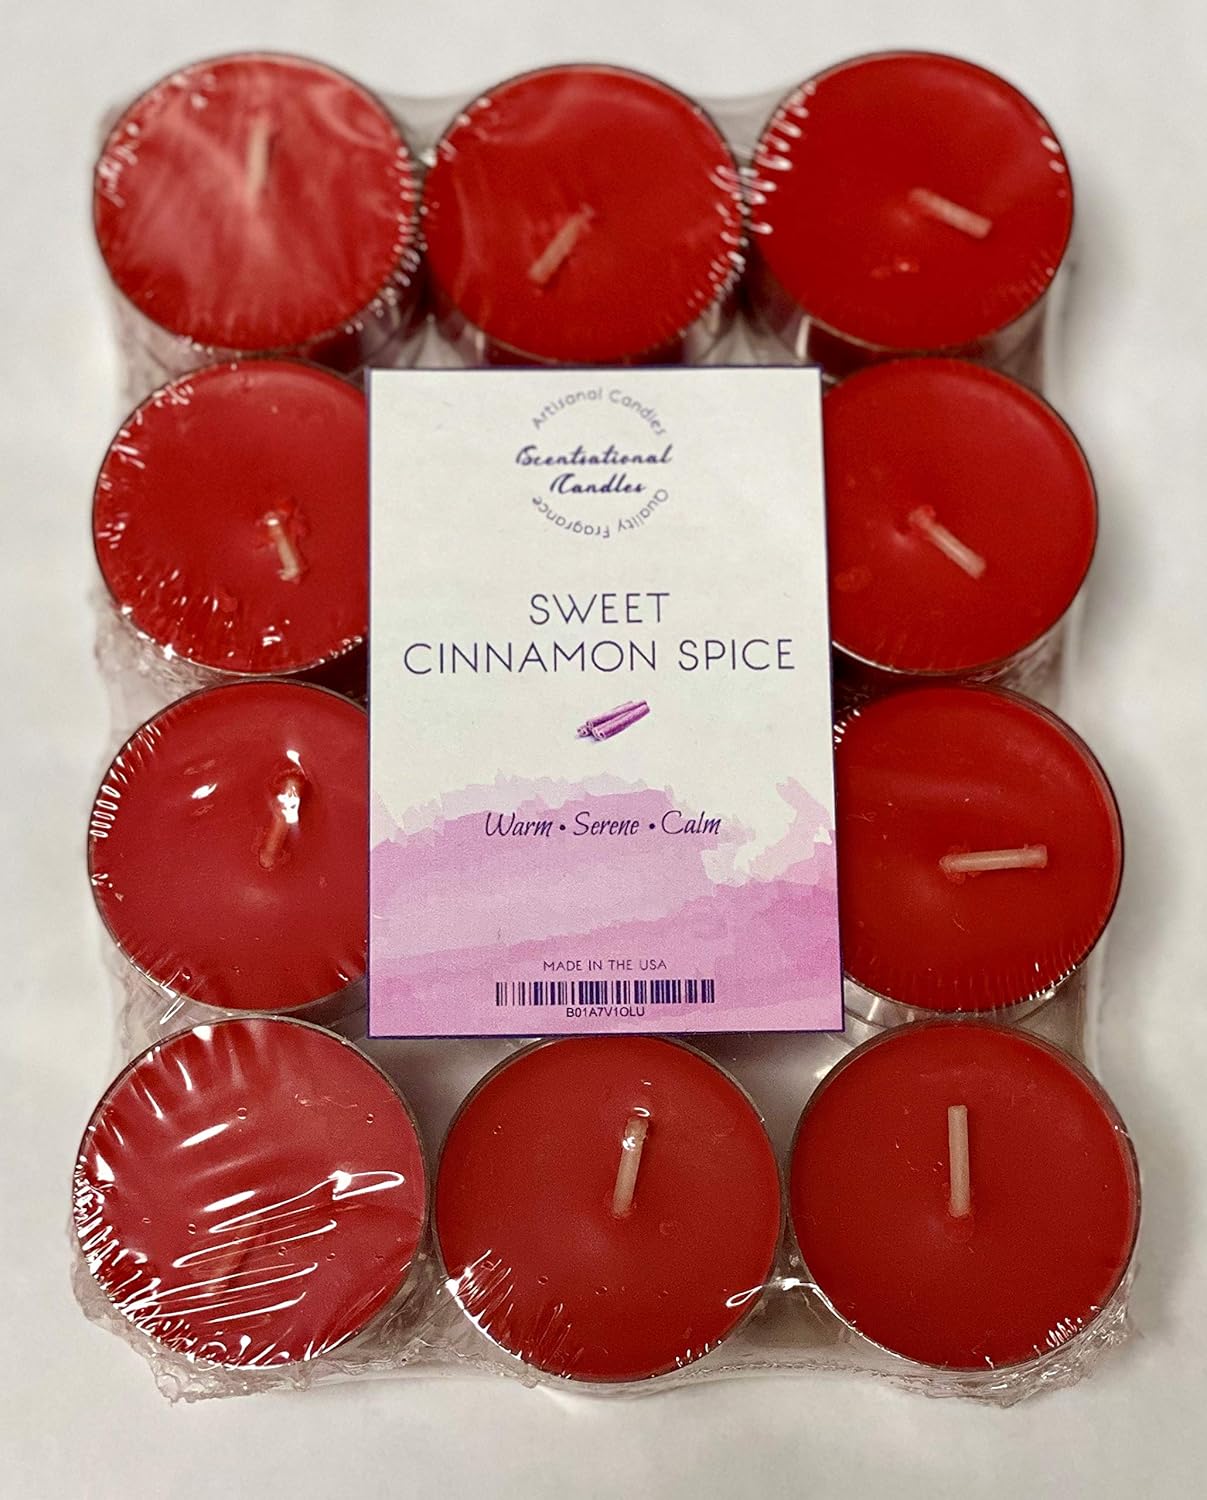 Artisanal Candles
Scentsational
Candles
Quality Fragrance
SWEET
CINNAMON SPICE
Warm • Serene • Calm
MADE IN THE USA
B01A7V1OLU